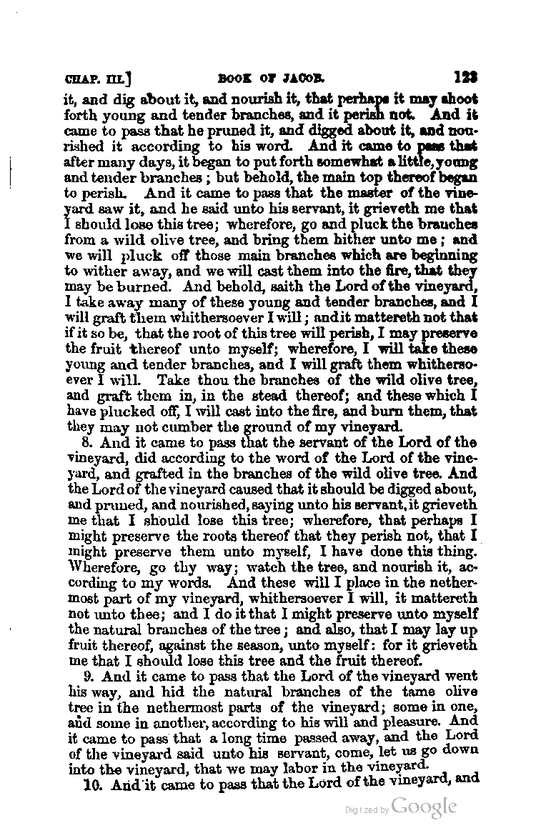 CHAP. III.] BOOK OF JACOB. 123
it, and dig about it, and nourish it, that perhaps it may shoot
forth young and tender branches, and it perish not. And it
came to pass that he pruned it, and digged about it, and nou-
rished it according to his word. And it came to pass that
after many days, it began to put forth somewhat a little, young
and tender branches; but behold, the main top thereof began
to perish. And it came to pass that the master of the vine-
yard saw it, and he said unto his servant, it grieveth me that
I should lose this tree; wherefore, go and pluck the branches
from a wild olive tree, and bring them hither unto me; and
we will pluck off those main branches which are beginning
to wither away, and we will cast them into the fire, that they
may be burned. And behold, saith the Lord of the vineyard,
I take away many of these young and tender branches, and I
will graft them whithersoever I will; and it mattereth not that
if it so be, that the root of this tree will perish, I may preserve
the fruit thereof unto myself; wherefore, I will take these
young and tender branches, and I will graft them whitherso-
ever I will. Take thou the branches of the wild olive tree,
and graft them in, in the stead thereof; and these which I
have plucked off, I will cast into the fire, and burn them, that
they may not cumber the ground of my vineyard.
8. And it came to pass that the servant of the Lord of the
vineyard, did according to the word of the Lord of the vine-
yard, and grafted in the branches of the wild olive tree. And
the Lord of the vineyard caused that it should be digged about,
and pruned, and nourished, saying unto his servant, it grieveth
me that I should lose this tree; wherefore, that perhaps I
might preserve the roots thereof that they perish not, that I
might preserve them unto myself, I have done this thing.
Wherefore, go thy way; watch the tree, and nourish it, ac-
cording to my words. And these will I place in the nether-
most part of my vineyard, whithersoever I will, it mattereth
not unto thee; and I do it that I might preserve unto myself
the natural branches of the tree; and also, that I may lay up
fruit thereof, against the season, unto myself: for it grieveth
me that I should lose this tree and the fruit thereof.
9. And it came to pass that the Lord of the vineyard went
his way, and hid the natural branches of the tame olive
tree in the nethermost parts of the vineyard; some in one,
and some in another, according to his will and pleasure. And
it came to pass that a long time passed away, and the Lord
of the vineyard said unto his servant, come, let us go down
into the vineyard, that we may labor in the vineyard.
10. And it came to pass that the Lord of the vineyard, and
Digitized by Google